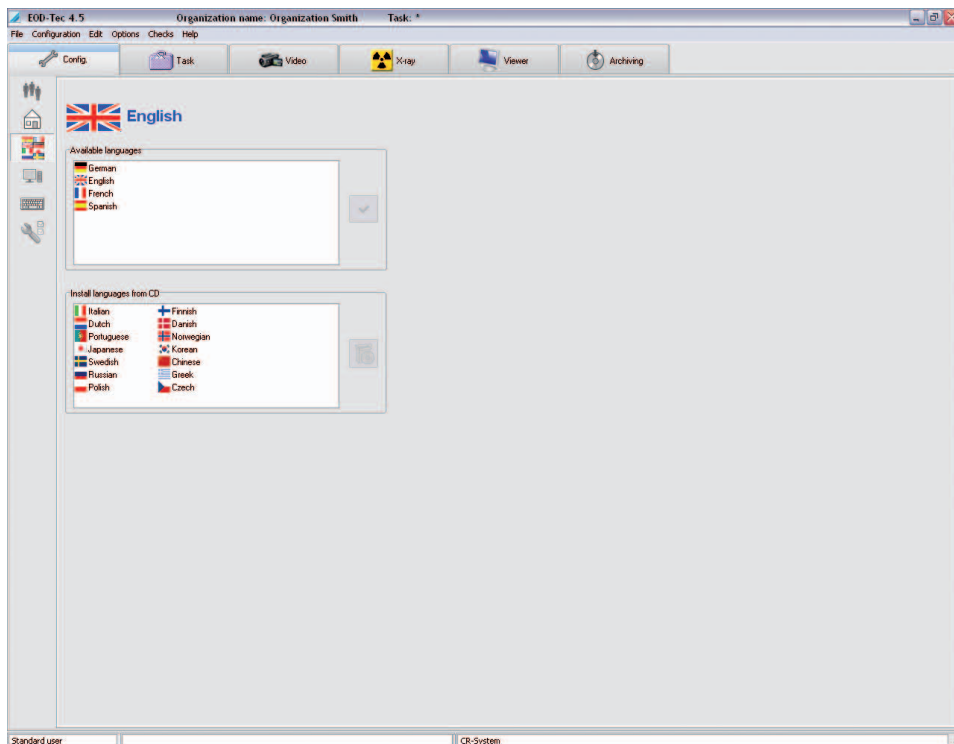 EOD-Tec 4.5 Organization name: Organization Smith Task: *
File Configuration Edit Options Checks Help
Config. Task Video X-ray Viewer Archiving
English
Available languages
German
English
French
Spanish
Install languages from CD
Italian Finnish
Dutch Danish
Portuguese Norwegian
Japanese Korean
Swedish Chinese
Russian Greek
Polish Czech
Standard user CR-System